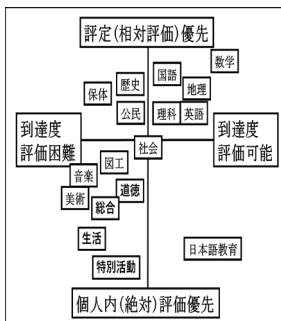 評定(相対評価)優先
数学
国語
歴史
地理
保体
公民
理科
英語
到達度
評価困難
社会
到達度
評価可能
図工
音楽
道徳
美術
総合
生活
日本語教育
特別活動
個人内(絶対)評価優先